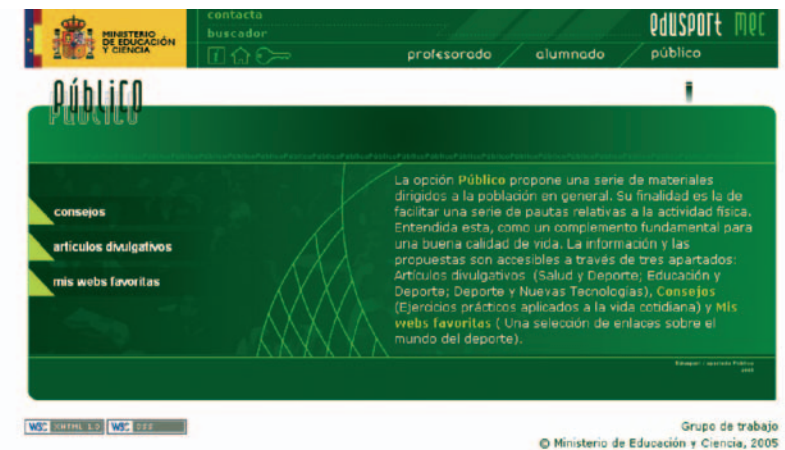 MINISTERIO
DE EDUCACIÓN
Y CIENCIA
contacta
buscador
edusport mec
profesorado alumnado público
Público
consejos
artículos divulgativos
mis webs favoritas
La opción Público propone una serie de materiales
dirigidos a la población en general. Su finalidad es la de
facilitar una serie de pautas relativas a la actividad física.
Entendida esta, como un complemento fundamental para
una buena calidad de vida. La información y las
propuestas son accesibles a través de tres apartados:
Artículos divulgativos (Salud y Deporte; Educación y
Deporte; Deporte y Nuevas Tecnologías), Consejos
(Ejercicios prácticos aplicados a la vida cotidiana) y Mis
webs favoritas ( Una selección de enlaces sobre el
mundo del deporte).
W3C XHTML 1.0 W3C CSS
Grupo de trabajo
© Ministerio de Educación y Ciencia, 2005